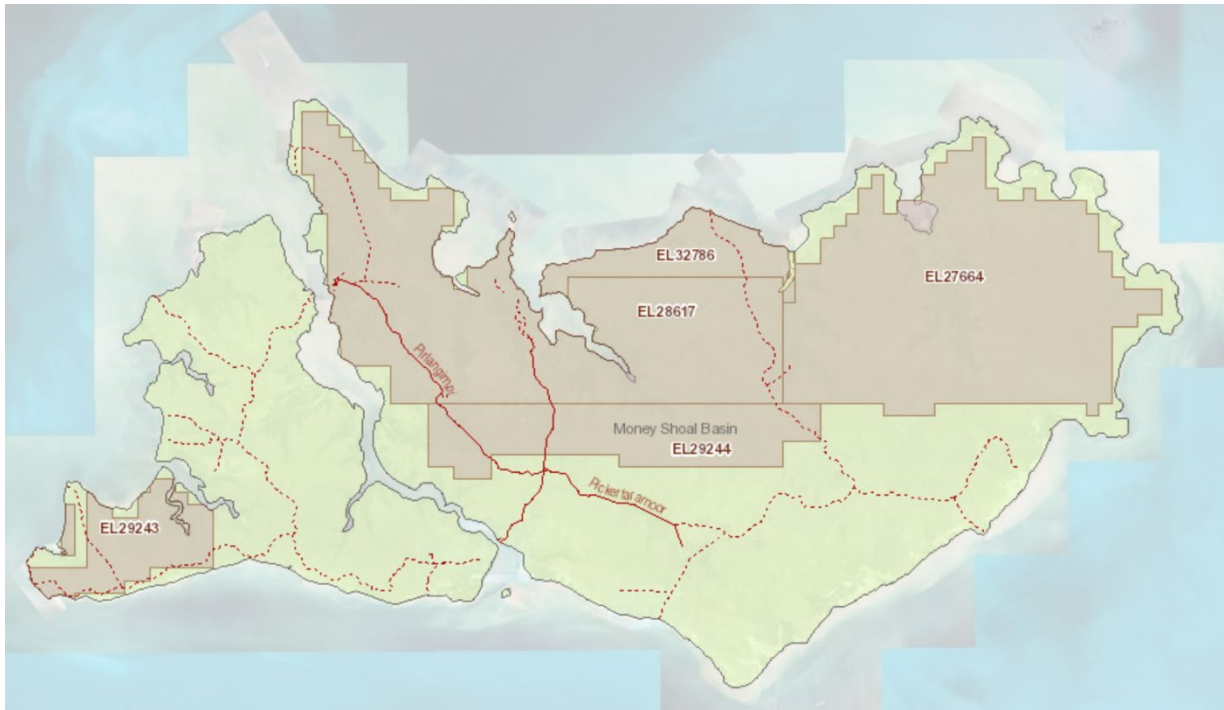 EL32786
EL27664
EL28617
Pirlangimpi
Money Shoal Basin
EL29244
Pickertaramoor
EL29243